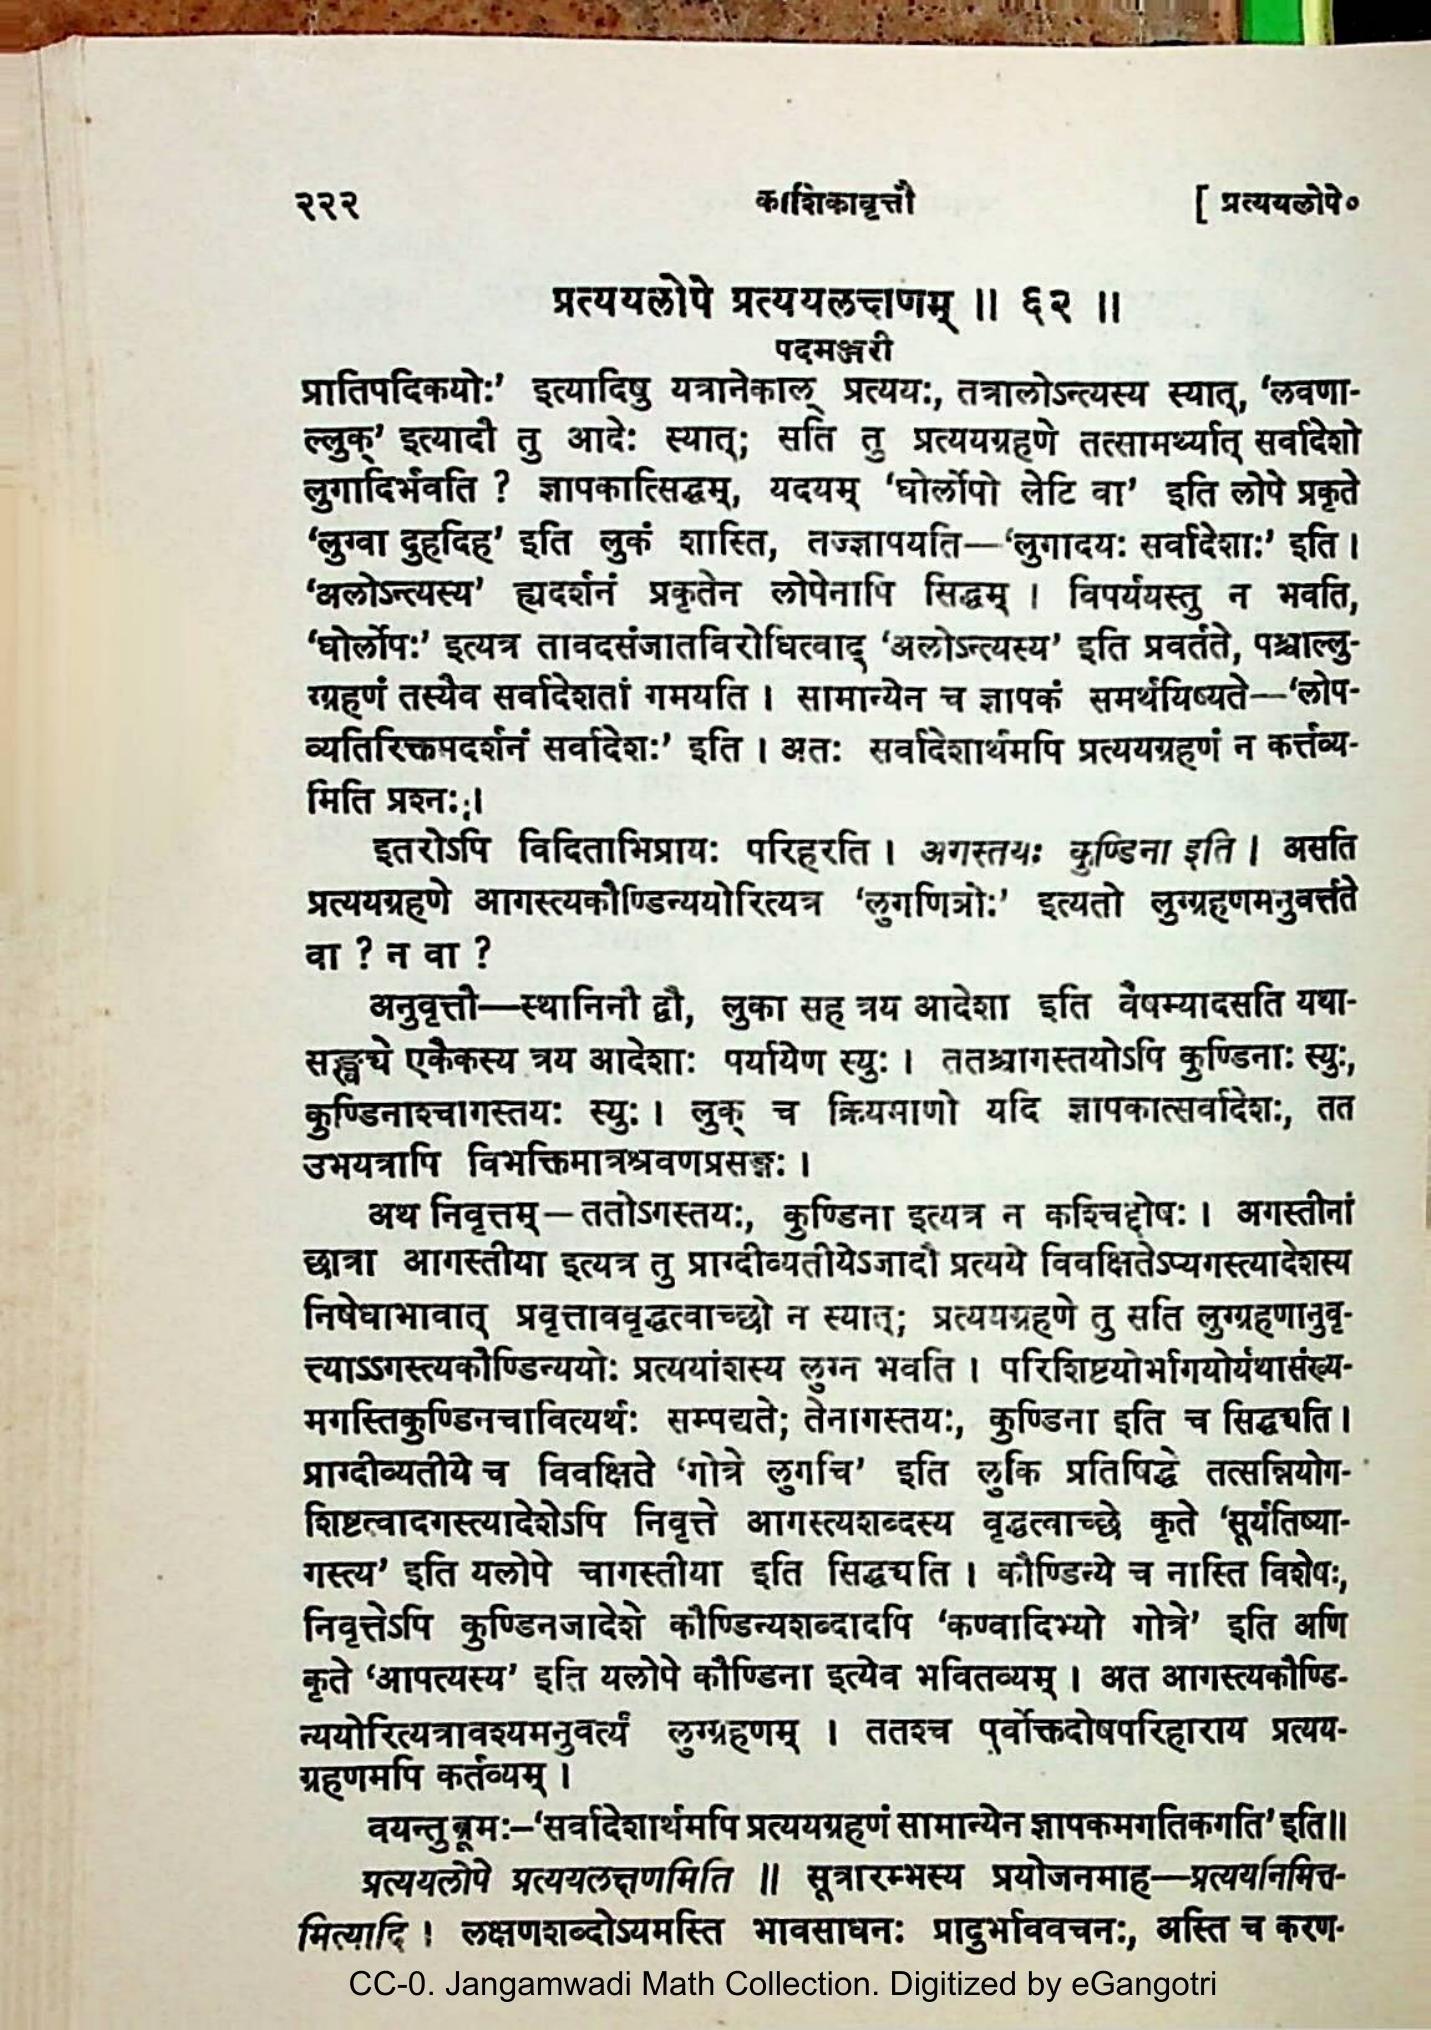 २२२ काशिकावृत्तौ [ प्रत्ययलोपे०
प्रत्ययलोपे प्रत्ययलक्षणम् ॥ ६२ ॥
पदमञ्जरी
प्रातिपदिकयोः’ इत्यादिषु यत्रानेकाल् प्रत्ययः, तत्रालोऽन्त्यस्य स्यात्, ‘लवणा-
ल्लुक्’ इत्यादौ तु आदेः स्यात्; सति तु प्रत्ययग्रहणे तत्सामर्थ्यात् सर्वादेशो
लुगादिर्भवति ? ज्ञापकात्सिद्धम्, यदयम् ‘घोर्लोपो लेटि वा’ इति लोपे प्रकृते
‘लुग्वा दुहदिह’ इति लुकं शास्ति, तज्ज्ञापयति—‘लुगादयः सर्वादेशाः’ इति ।
‘अलोऽन्त्यस्य’ ह्यदर्शनं प्रकृतेन लोपेनापि सिद्धम् । विपर्ययस्तु न भवति,
‘घोर्लोपः’ इत्यत्र तावदसंजातविरोधित्वाद् ‘अलोऽन्त्यस्य’ इति प्रवर्तते, पश्चाल्लु-
ग्ग्रहणं तस्यैव सर्वादेशतां गमयति । सामान्येन च ज्ञापकं समर्थयिष्यते—‘लोप-
व्यतिरिक्तमदर्शनं सर्वादेशः’ इति । अतः सर्वादेशार्थमपि प्रत्ययग्रहणं न कर्त्तव्य-
मिति प्रश्नः ।
इतरोऽपि विदिताभिप्रायः परिहरति । अगस्तयः कुण्डिना इति । असति
प्रत्ययग्रहणे आगस्त्यकौण्डिन्ययोरित्यत्र ‘लुगणिञोः’ इत्यतो लुग्ग्रहणमनुवर्त्तते
वा ? न वा ?
अनुवृत्तौ—स्थानिनौ द्वौ, लुका सह त्रय आदेशा इति वैषम्यादसति यथा-
सङ्ख्ये एकैकस्य त्रय आदेशाः पर्यायेण स्युः । ततश्चागस्तयोऽपि कुण्डिनाः स्युः,
कुण्डिनाश्चागस्तयः स्युः । लुक् च क्रियमाणो यदि ज्ञापकात्सर्वादेशः, तत
उभयत्रापि विभक्तिमात्रश्रवणप्रसङ्गः ।
अथ निवृत्तम्—ततोऽगस्तयः, कुण्डिना इत्यत्र न कश्चिद्दोषः । अगस्तीनां
छात्रा आगस्तीया इत्यत्र तु प्राग्दीव्यतीयेऽजादौ प्रत्यये विवक्षितेऽप्यगस्त्यादेशस्य
निषेधाभावात् प्रवृत्ताववृद्धत्वाच्छो न स्यात्; प्रत्ययग्रहणे तु सति लुग्ग्रहणानुवृ-
त्त्याऽऽगस्त्यकौण्डिन्ययोः प्रत्ययांशस्य लुग्न भवति । परिशिष्टयोर्भागयोर्यथासंख्य-
मगस्तिकुण्डिनचावित्यर्थः सम्पद्यते; तेनागस्तयः, कुण्डिना इति च सिद्ध्यति ।
प्राग्दीव्यतीये च विवक्षिते ‘गोत्रे लुगचि’ इति लुकि प्रतिषिद्धे तत्सन्नियोग-
शिष्टत्वादगस्त्यादेशेऽपि निवृत्ते आगस्त्यशब्दस्य वृद्धत्वाच्छे कृते ‘सूर्यतिष्या-
गस्त्य’ इति यलोपे चागस्तीया इति सिद्ध्यति । कौण्डिन्ये च नास्ति विशेषः,
निवृत्तेऽपि कुण्डिनजादेशे कौण्डिन्यशब्दादपि ‘कण्वादिभ्यो गोत्रे’ इति अणि
कृते ‘आपत्यस्य’ इति यलोपे कौण्डिना इत्येव भवितव्यम् । अत आगस्त्यकौण्डि-
न्ययोरित्यत्रावश्यमनुवर्त्यं लुग्ग्रहणम् । ततश्च पूर्वोक्तदोषपरिहाराय प्रत्यय-
ग्रहणमपि कर्तव्यम् ।
वयन्तु ब्रूमः—‘सर्वादेशार्थमपि प्रत्ययग्रहणं सामान्येन ज्ञापकमगतिकगति’ इति॥
प्रत्ययलोपे प्रत्ययलक्षणमिति ॥ सूत्रारम्भस्य प्रयोजनमाह—प्रत्ययनिमित्त-
मित्यादि । लक्षणशब्दोऽयमस्ति भावसाधनः प्रादुर्भाववचनः, अस्ति च करण-
CC-0. Jangamwadi Math Collection. Digitized by eGangotri